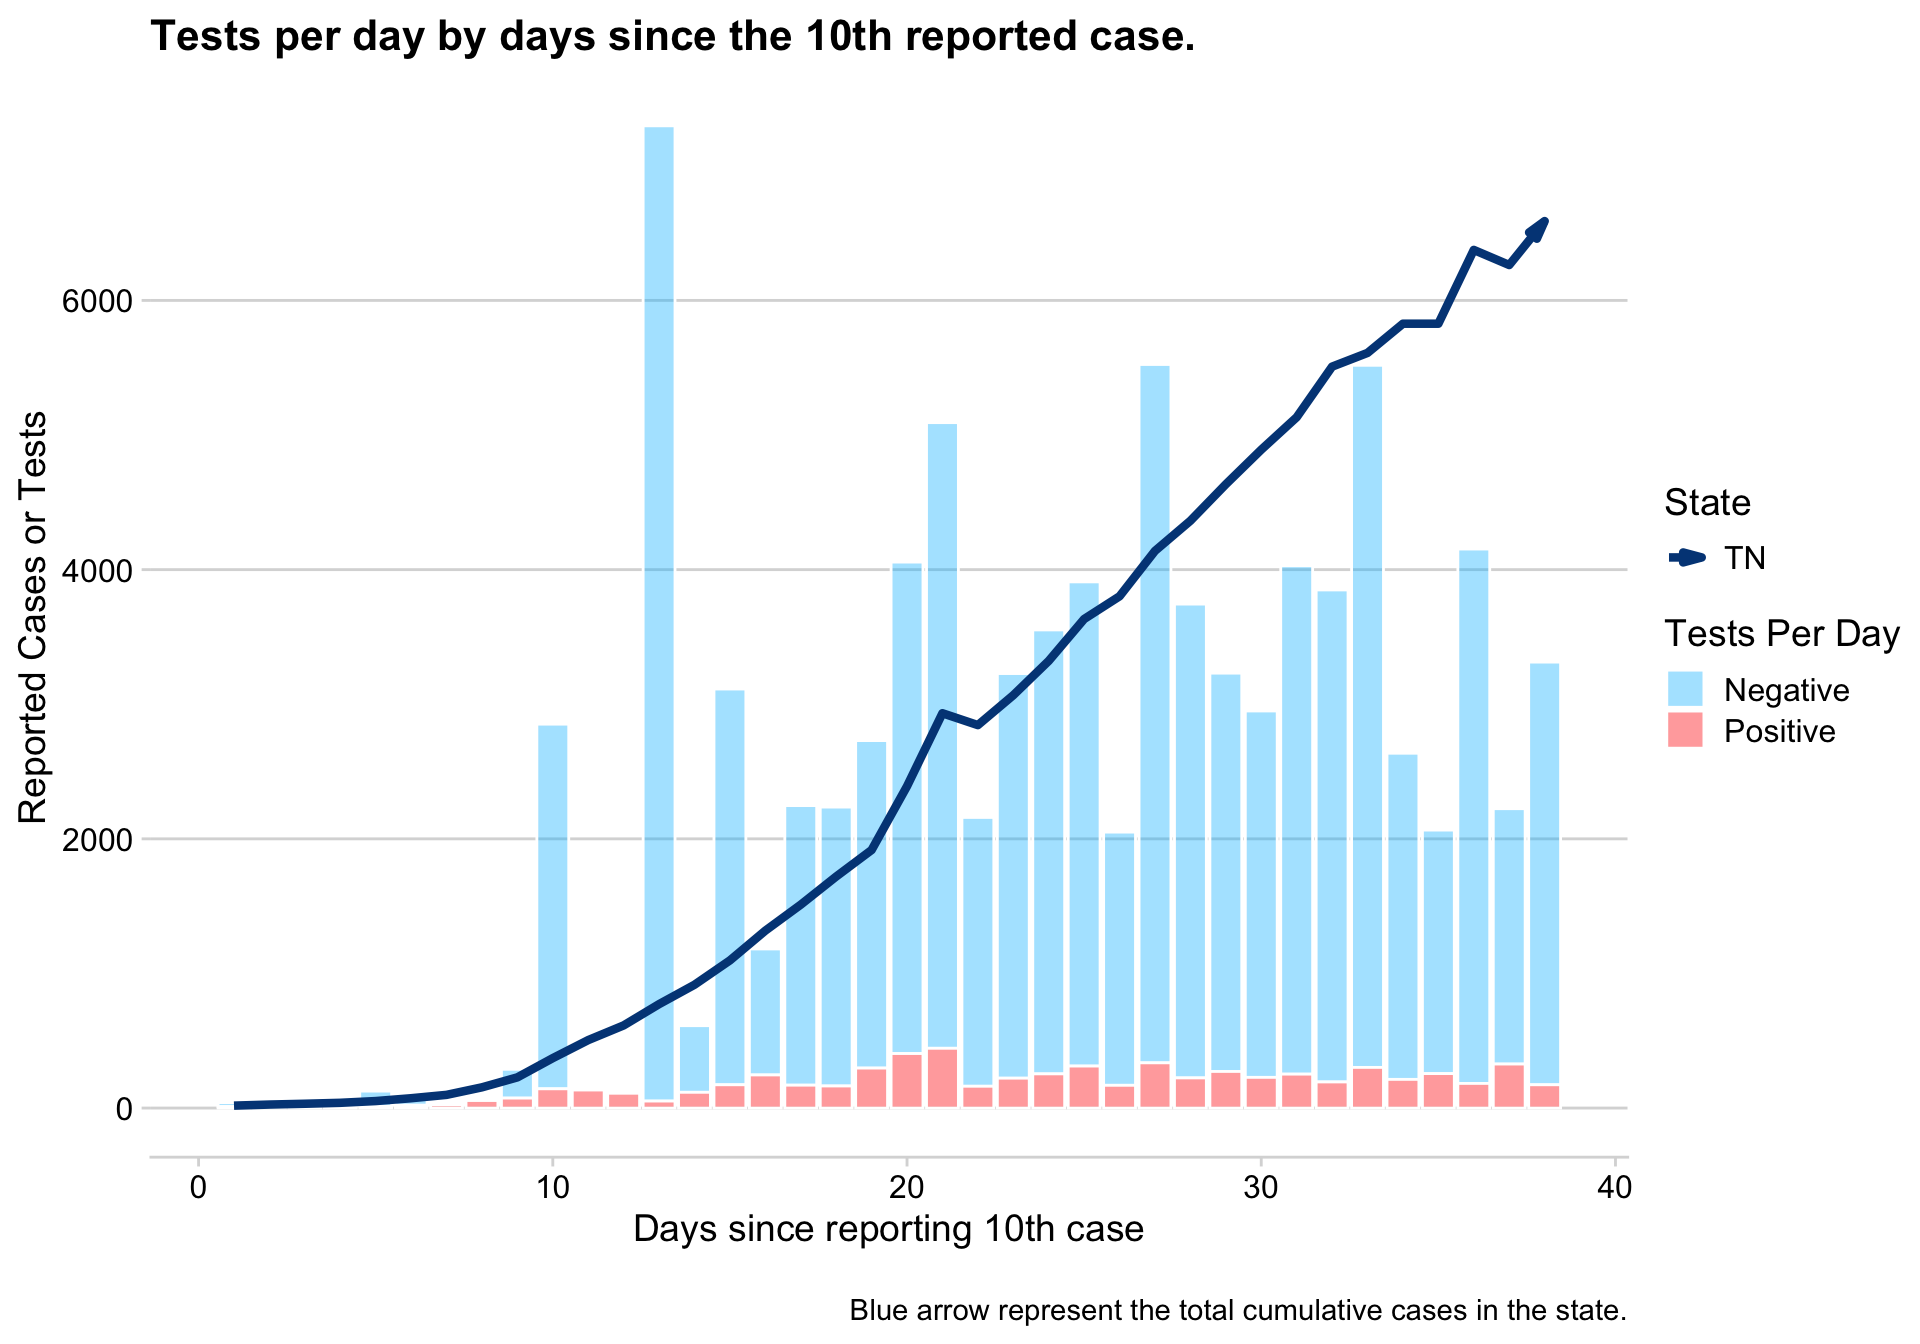 Tests per day by days since the 10th reported case.
Reported Cases or Tests
6000
4000
2000
0
0 10 20 30 40
Days since reporting 10th case
State
TN
Tests Per Day
Negative
Positive
Blue arrow represent the total cumulative cases in the state.